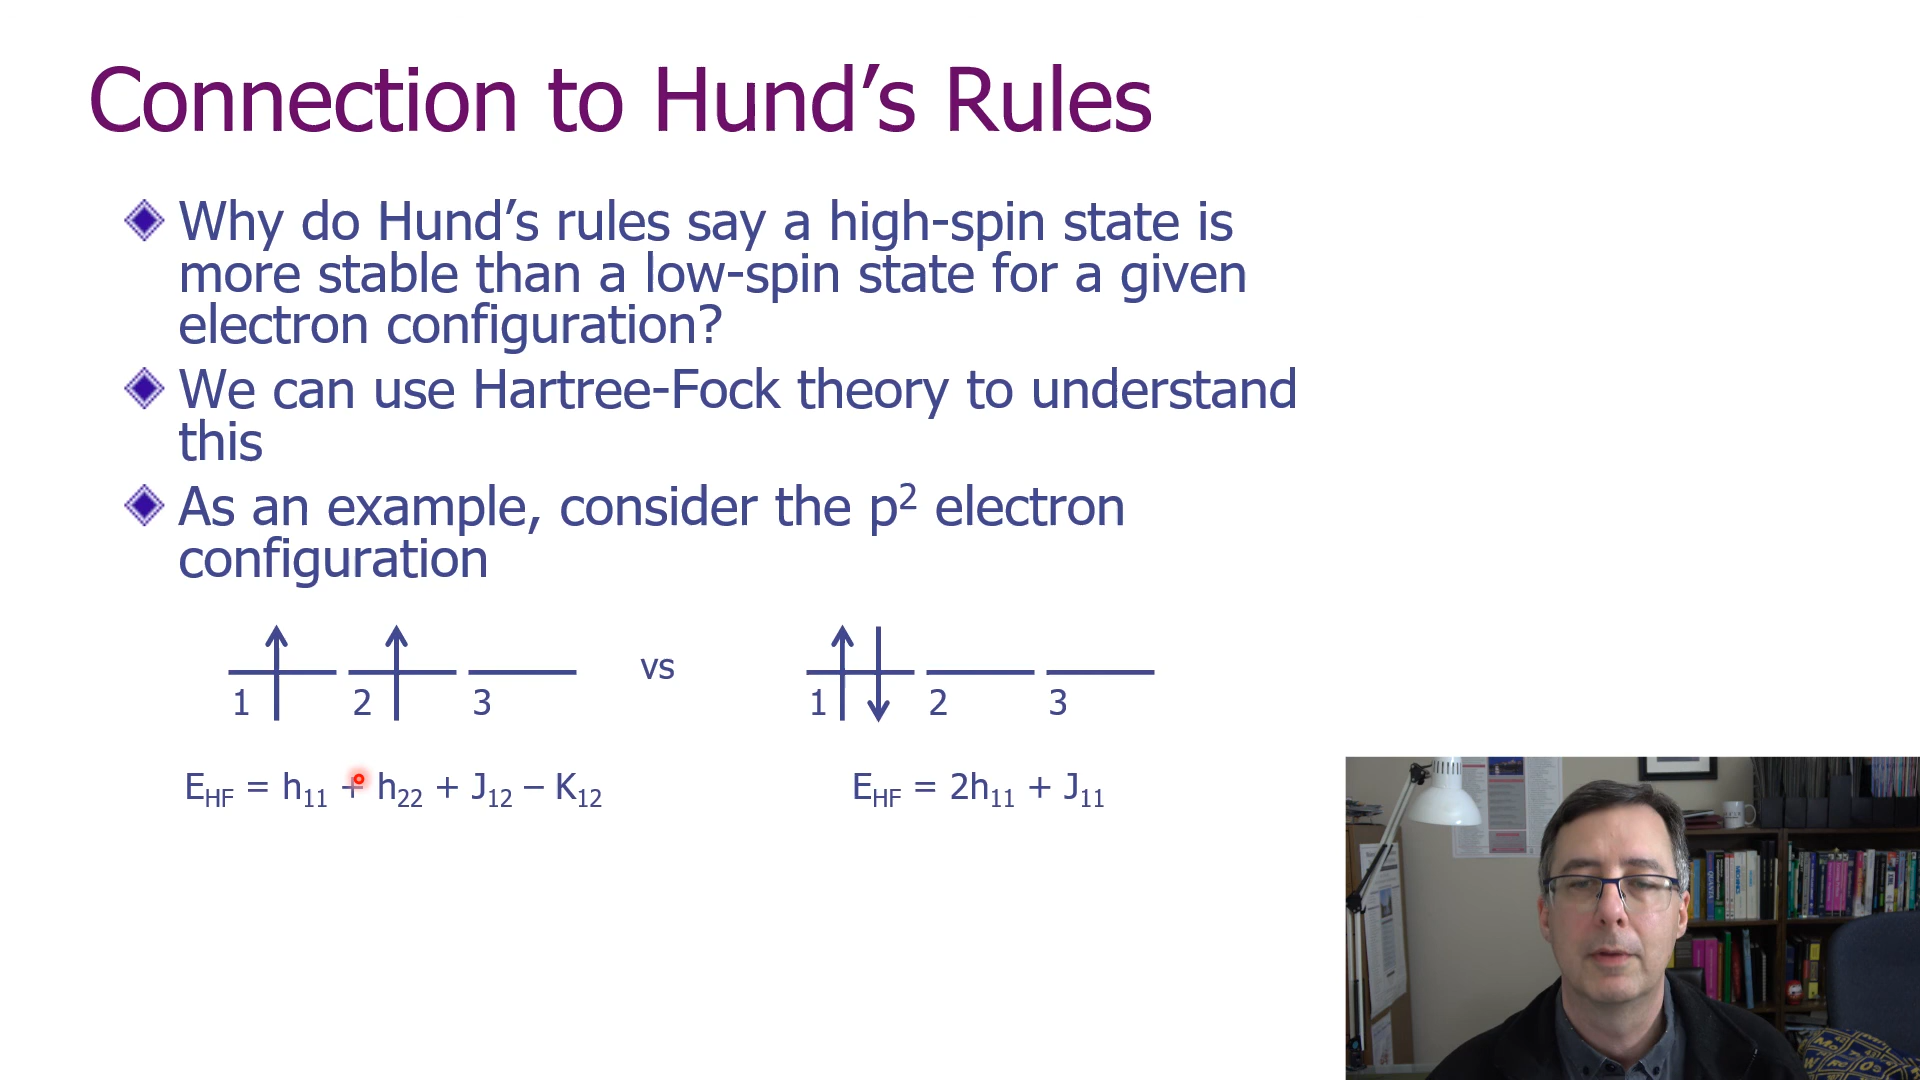 Connection to Hund’s Rules
Why do Hund’s rules say a high-spin state is
more stable than a low-spin state for a given
electron configuration?
We can use Hartree-Fock theory to understand
this
As an example, consider the p² electron
configuration
1 2 3 vs 1 2 3
E_HF = h₁₁ + h₂₂ + J₁₂ – K₁₂
E_HF = 2h₁₁ + J₁₁